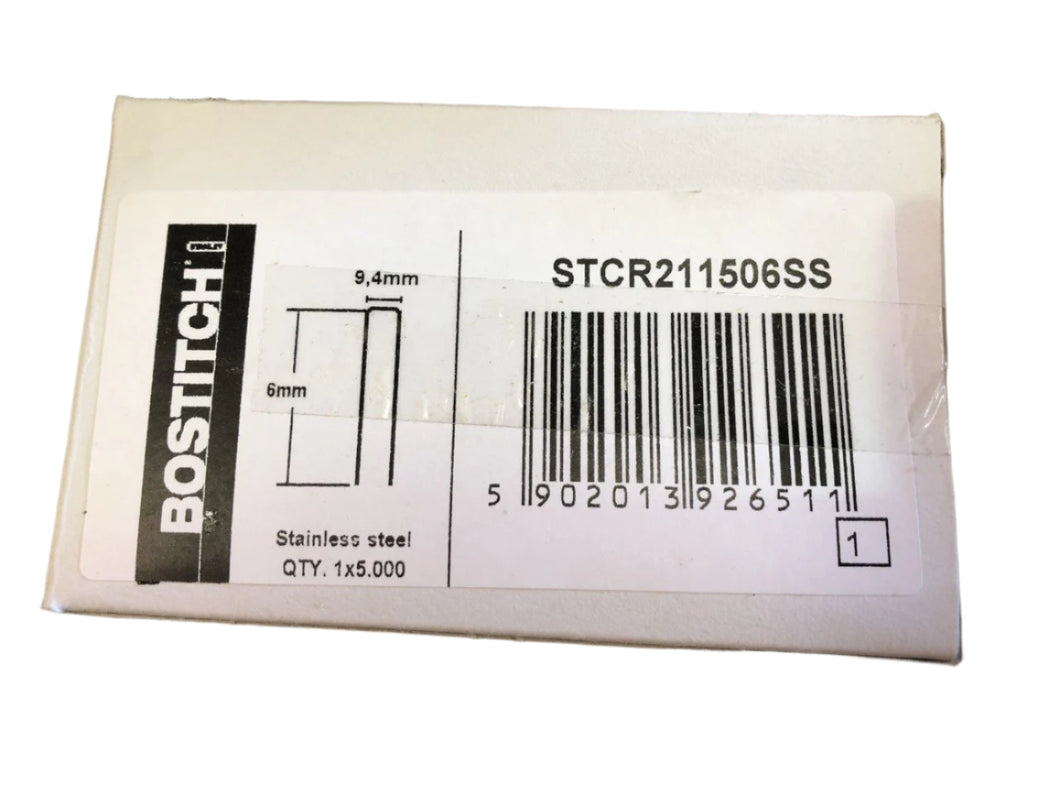 BOSTITCH
STANLEY
9,4mm
6mm
Stainless steel
QTY. 1x5.000
STCR211506SS
5 902013 926511
1